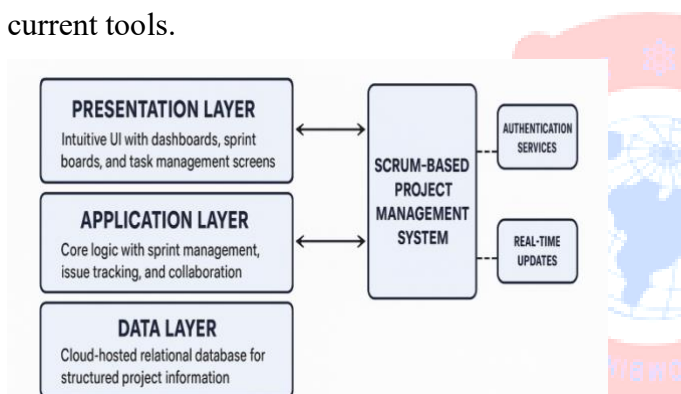 current tools.
PRESENTATION LAYER
Intuitive UI with dashboards, sprint
boards, and task management screens
APPLICATION LAYER
Core logic with sprint management,
issue tracking, and collaboration
DATA LAYER
Cloud-hosted relational database for
structured project information
SCRUM-BASED
PROJECT
MANAGEMENT
SYSTEM
AUTHENTICATION
SERVICES
REAL-TIME
UPDATES